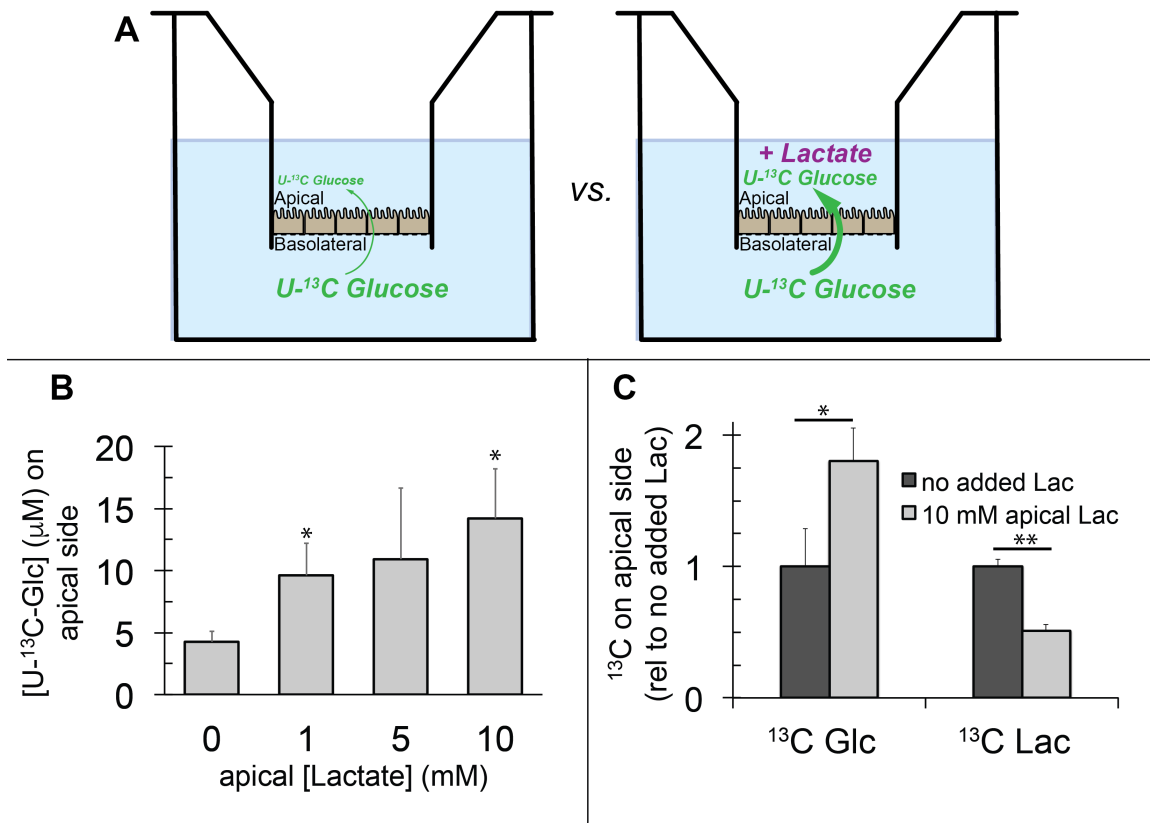 A
U-¹³C Glucose
Apical
Basolateral
U-¹³C Glucose
vs.
+ Lactate
U-¹³C Glucose
Apical
Basolateral
U-¹³C Glucose
B
[U-¹³C-Glc] (µM) on
apical side
20
15
10
5
0
*
*
0 1 5 10
apical [Lactate] (mM)
C
¹³C on apical side
(rel to no added Lac)
2
1
0
*
no added Lac
10 mM apical Lac
**
¹³C Glc ¹³C Lac